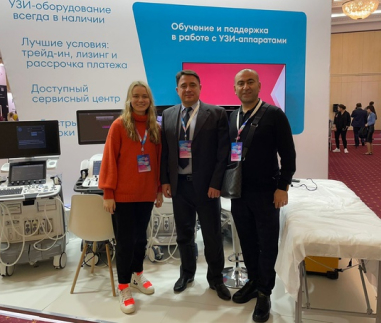 УЗИ-оборудование
всегда в наличии
Лучшие условия:
трейд-ин, лизинг и
рассрочка платежа
Доступный
сервисный центр
Обучение и поддержка
в работе с УЗИ-аппаратами